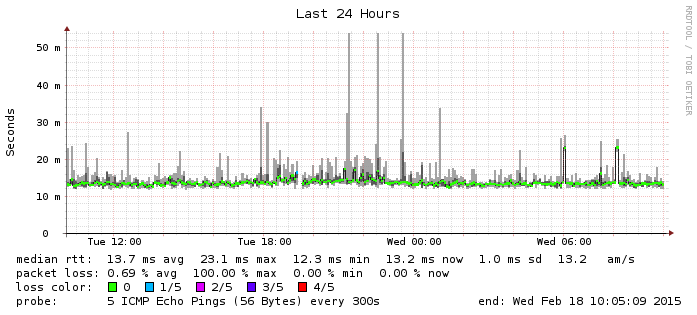 Last 24 Hours
RRDTOOL / TOBI OETIKER
Seconds
50 m
40 m
30 m
20 m
10 m
0
Tue 12:00 Tue 18:00 Wed 00:00 Wed 06:00
median rtt: 13.7 ms avg 23.1 ms max 12.3 ms min 13.2 ms now 1.0 ms sd 13.2 am/s
packet loss: 0.69 % avg 100.00 % max 0.00 % min 0.00 % now
loss color: 0 1/5 2/5 3/5 4/5
probe: 5 ICMP Echo Pings (56 Bytes) every 300s end: Wed Feb 18 10:05:09 2015